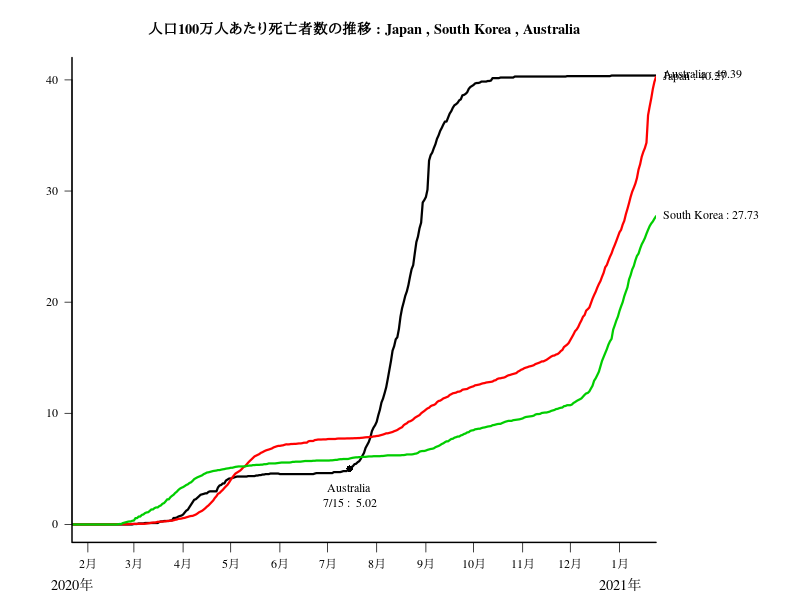 人口100万人あたり死亡者数の推移 : Japan , South Korea , Australia
40
30
20
10
0
Australia : 40.39
Japan : 40.27
South Korea : 27.73
Australia
7/15 : 5.02
2月 3月 4月 5月 6月 7月 8月 9月 10月 11月 12月 1月
2020年 2021年